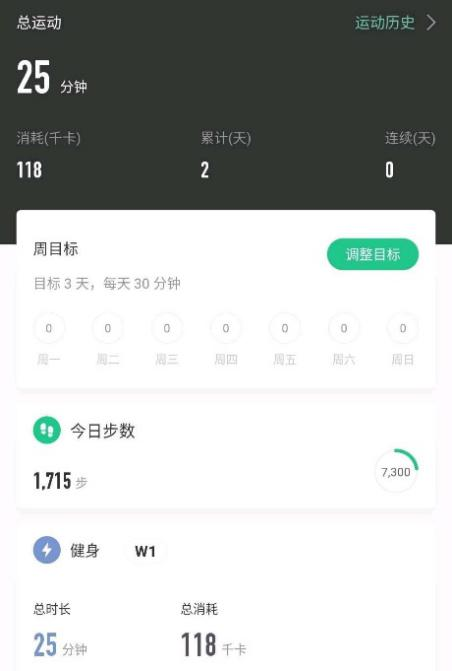 总运动 运动历史
25 分钟
消耗(千卡) 累计(天) 连续(天)
118 2 0
周目标 调整目标
目标 3 天，每天 30 分钟
0 0 0 0 0 0 0
周一 周二 周三 周四 周五 周六 周日
今日步数
1,715 步 7,300
健身 W1
总时长 总消耗
25 分钟 118 千卡